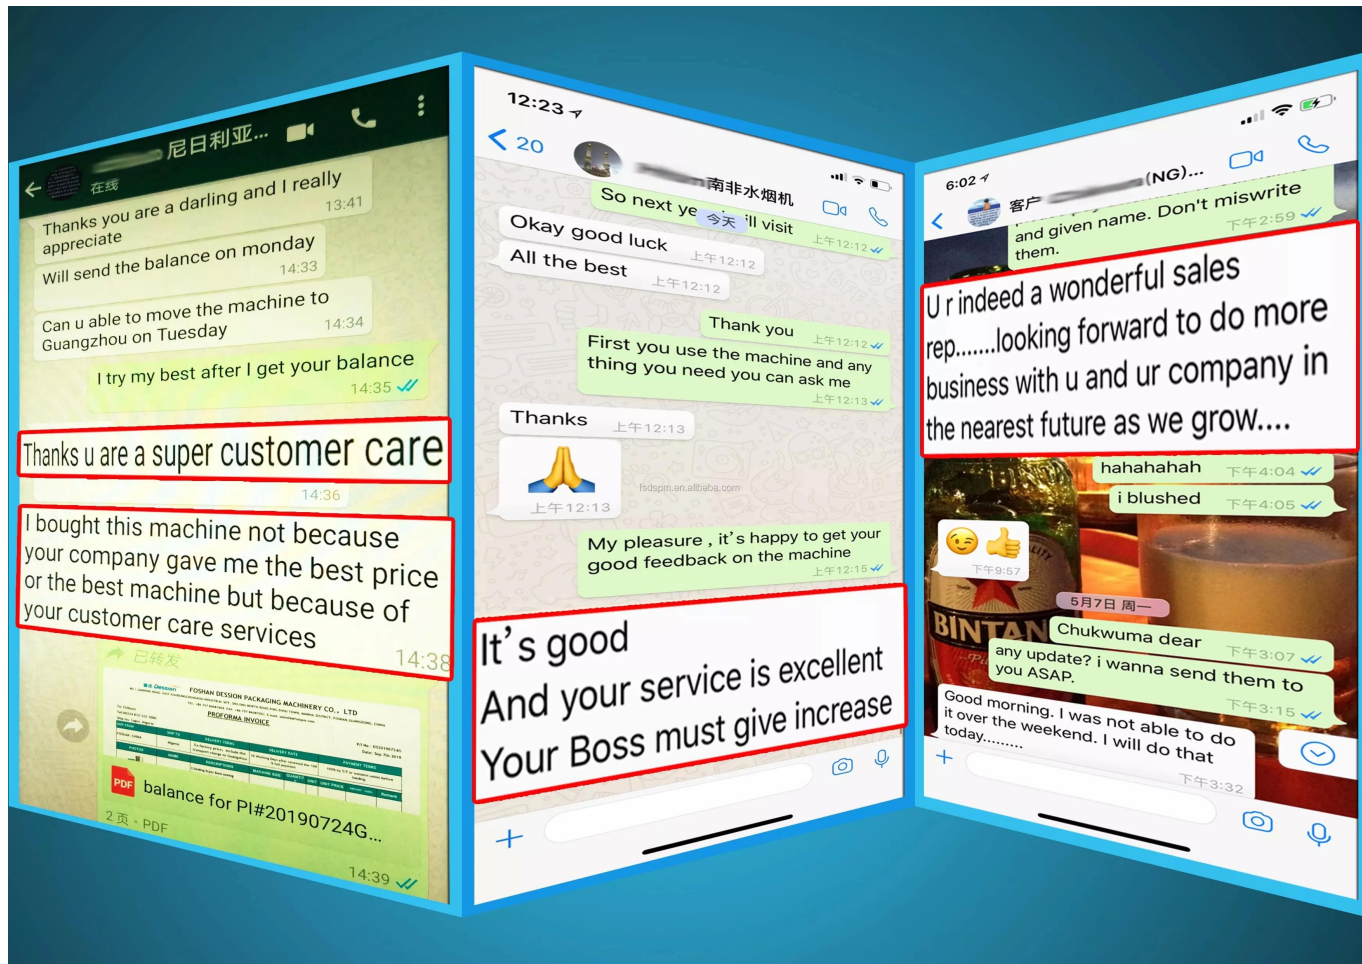 尼日利亚...
在线
Thanks you are a darling and I really
appreciate
13:41
Will send the balance on monday
14:33
Can u able to move the machine to
Guangzhou on Tuesday
14:34
I try my best after I get your balance
14:35
Thanks u are a super customer care
14:36
I bought this machine not because
your company gave me the best price
or the best machine but because of
your customer care services
14:38
已转发
Dession
FOSHAN DESSION PACKAGING MACHINERY CO., LTD
PROFORMA INVOICE
PDF
balance for PI#20190724G...
2 页 · PDF
14:39
12:23
20
南非水烟机
So next ye
ill visit
上午12:12
今天
Okay good luck
上午12:12
All the best
上午12:12
Thank you
上午12:12
First you use the machine and any
thing you need you can ask me
上午12:13
Thanks
上午12:13
上午12:13
fsdspm.en.alibaba.com
My pleasure , it's happy to get your
good feedback on the machine
上午12:15
It's good
And your service is excellent
Your Boss must give increase
6:02
客户
(NG)...
and given name. Don't miswrite
them.
下午2:59
U r indeed a wonderful sales
rep.......looking forward to do more
business with u and ur company in
the nearest future as we grow....
hahahahah
下午4:04
i blushed
下午4:05
下午9:57
BINTAN
5月7日 周一
Chukwuma dear
下午3:07
any update? i wanna send them to
you ASAP.
下午3:15
Good morning. I was not able to do
it over the weekend. I will do that
today.........
下午3:32